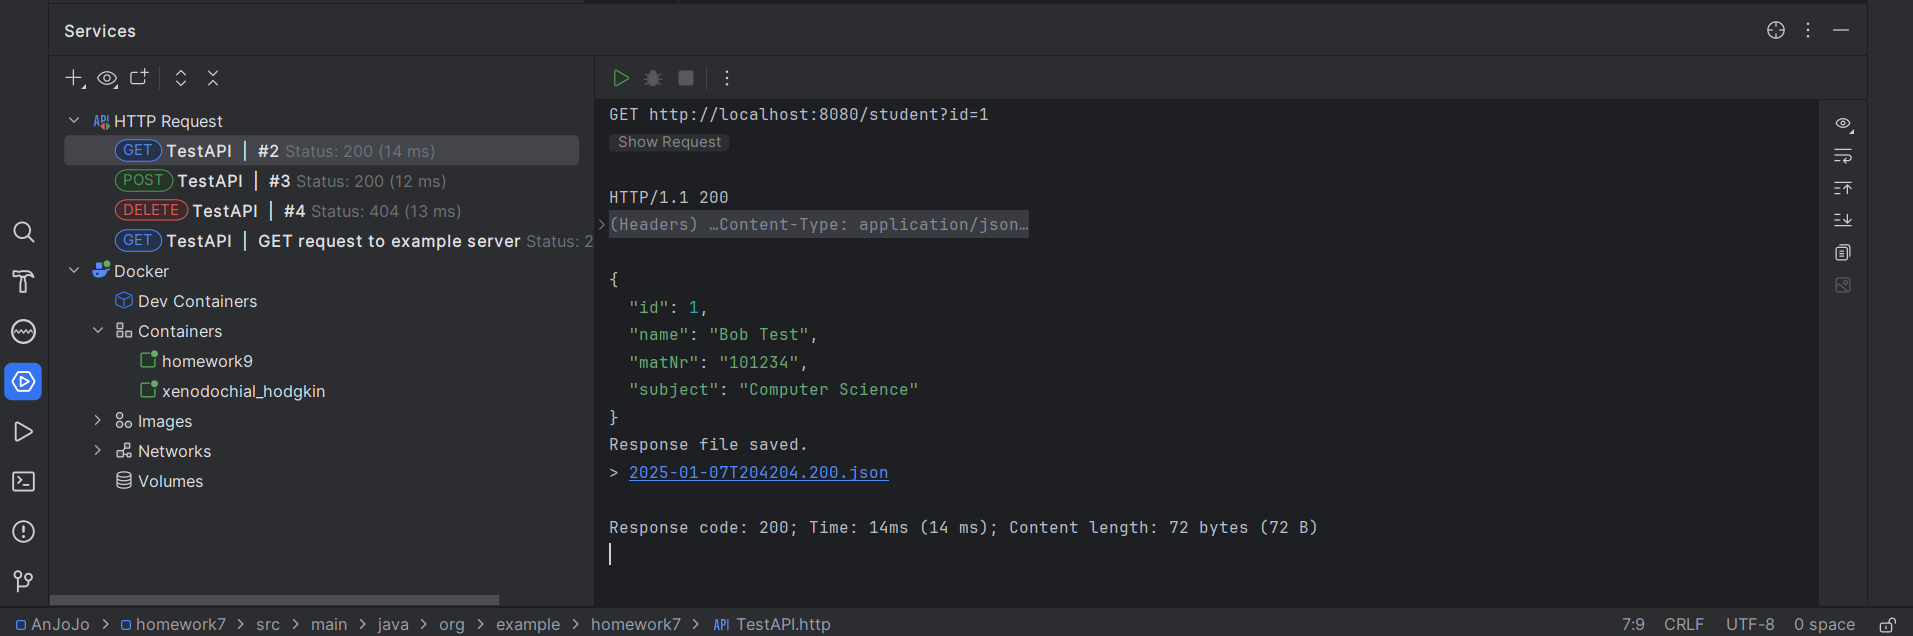 Services
HTTP Request
GET TestAPI | #2 Status: 200 (14 ms)
POST TestAPI | #3 Status: 200 (12 ms)
DELETE TestAPI | #4 Status: 404 (13 ms)
GET TestAPI | GET request to example server Status: 2
Docker
Dev Containers
Containers
homework9
xenodochial_hodgkin
Images
Networks
Volumes
GET http://localhost:8080/student?id=1
Show Request
HTTP/1.1 200
(Headers) …Content-Type: application/json…
{
"id": 1,
"name": "Bob Test",
"matNr": "101234",
"subject": "Computer Science"
}
Response file saved.
> 2025-01-07T204204.200.json
Response code: 200; Time: 14ms (14 ms); Content length: 72 bytes (72 B)
AnJoJo > homework7 > src > main > java > org > example > homework7 > API TestAPI.http
7:9 CRLF UTF-8 0 space